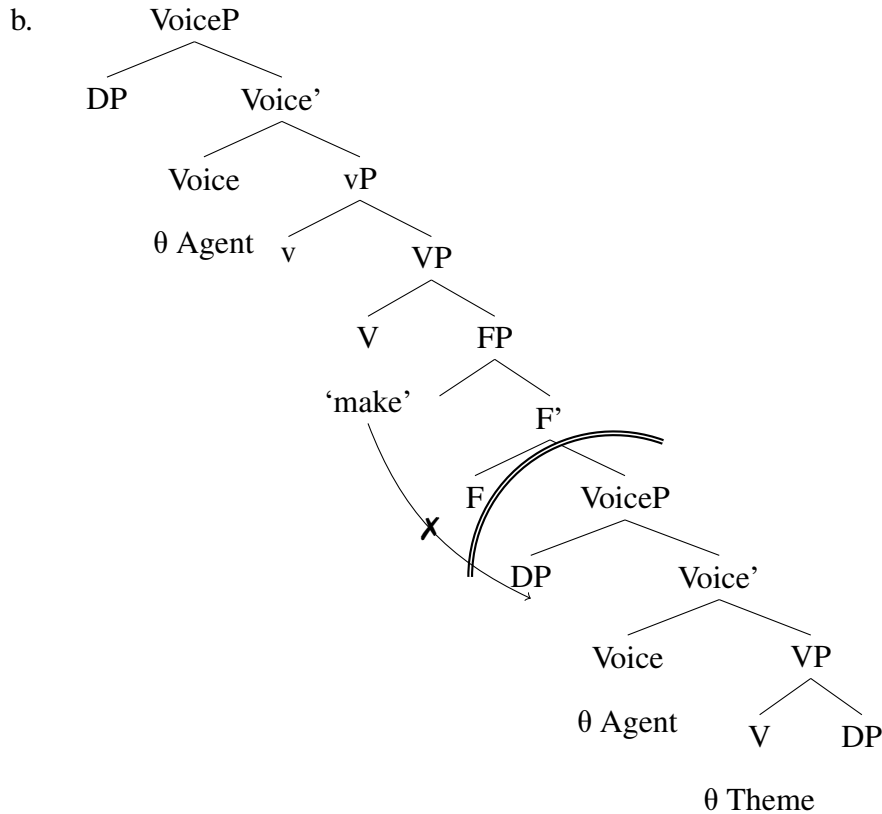 b. VoiceP
DP Voice’
Voice vP
θ Agent v VP
V FP
‘make’ F’
F VoiceP
✗
DP Voice’
Voice VP
θ Agent V DP
θ Theme